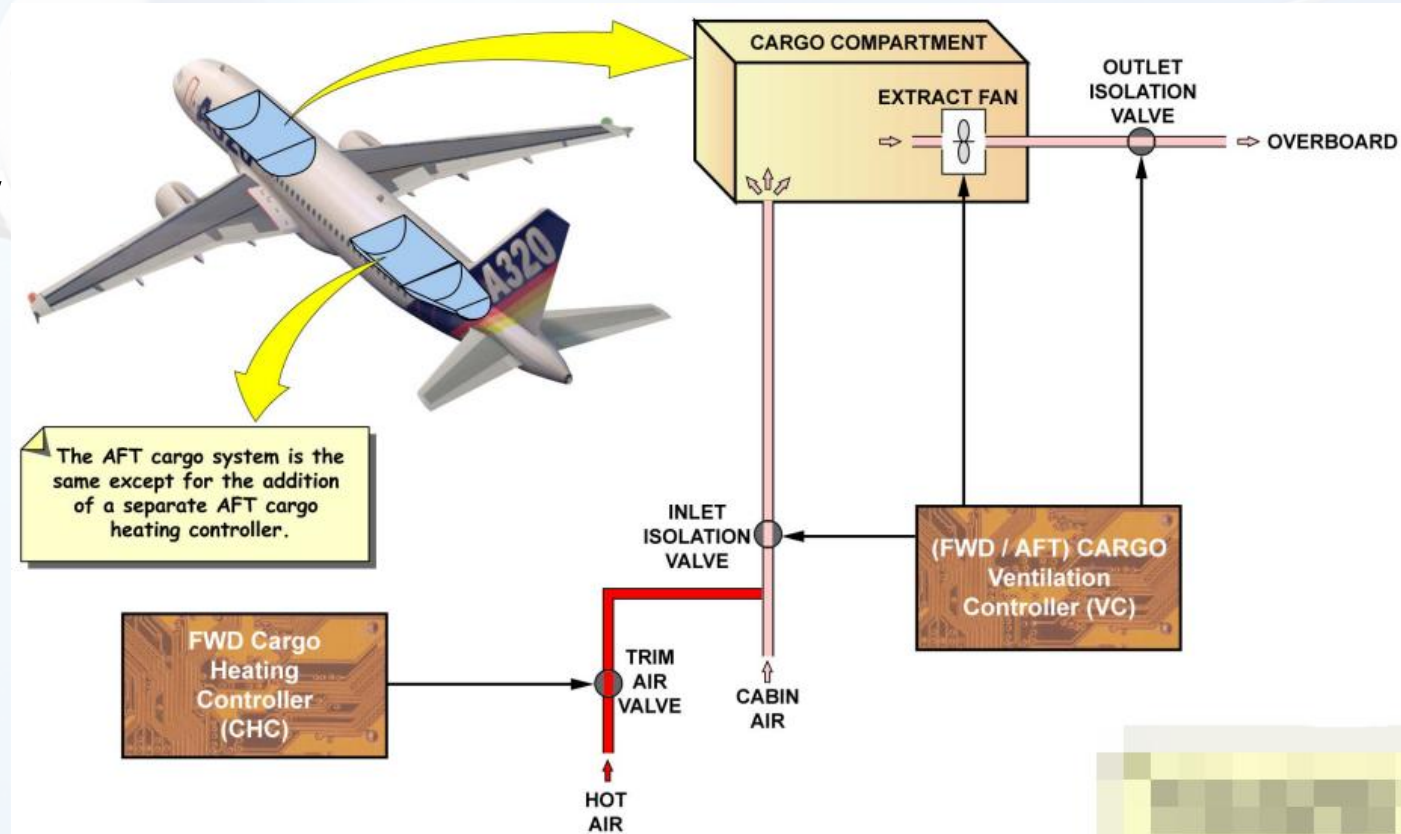 CARGO COMPARTMENT
EXTRACT FAN
OUTLET
ISOLATION
VALVE
OVERBOARD
A320
A320
The AFT cargo system is the
same except for the addition
of a separate AFT cargo
heating controller.
INLET
ISOLATION
VALVE
(FWD / AFT) CARGO
Ventilation
Controller (VC)
FWD Cargo
Heating
Controller
(CHC)
TRIM
AIR
VALVE
CABIN
AIR
HOT
AIR